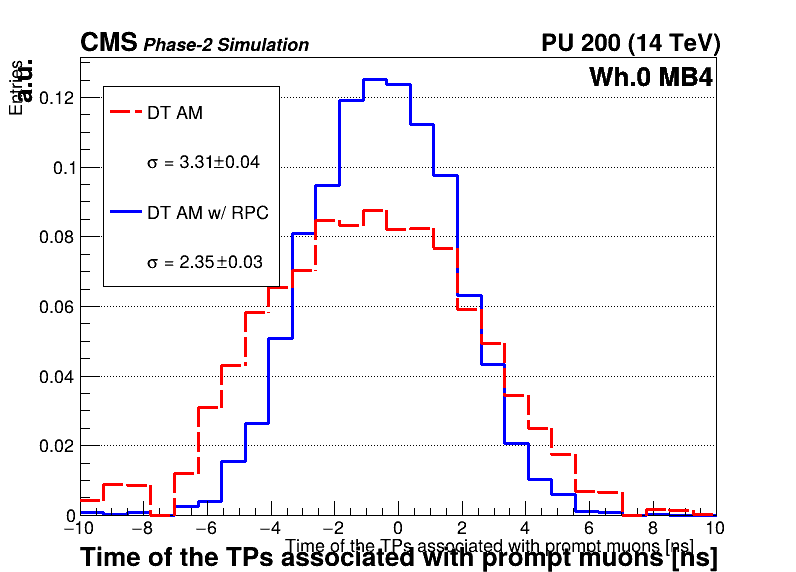 CMS Phase-2 Simulation PU 200 (14 TeV)
Entries
a.u.
Wh.0 MB4
DT AM
σ = 3.31±0.04
DT AM w/ RPC
σ = 2.35±0.03
0.12
0.1
0.08
0.06
0.04
0.02
0
−10 −8 −6 −4 −2 0 2 4 6 8 10
Time of the TPs associated with prompt muons [ns]
Time of the TPs associated with prompt muons [ns]